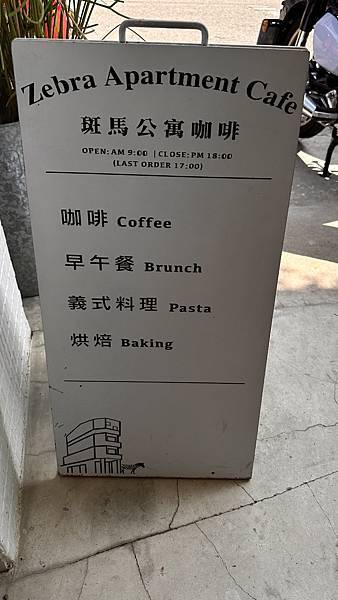 Zebra Apartment Cafe
斑馬公寓咖啡
OPEN: AM 9:00 | CLOSE: PM 18:00
(LAST ORDER 17:00)
咖啡 Coffee
早午餐 Brunch
義式料理 Pasta
烘焙 Baking